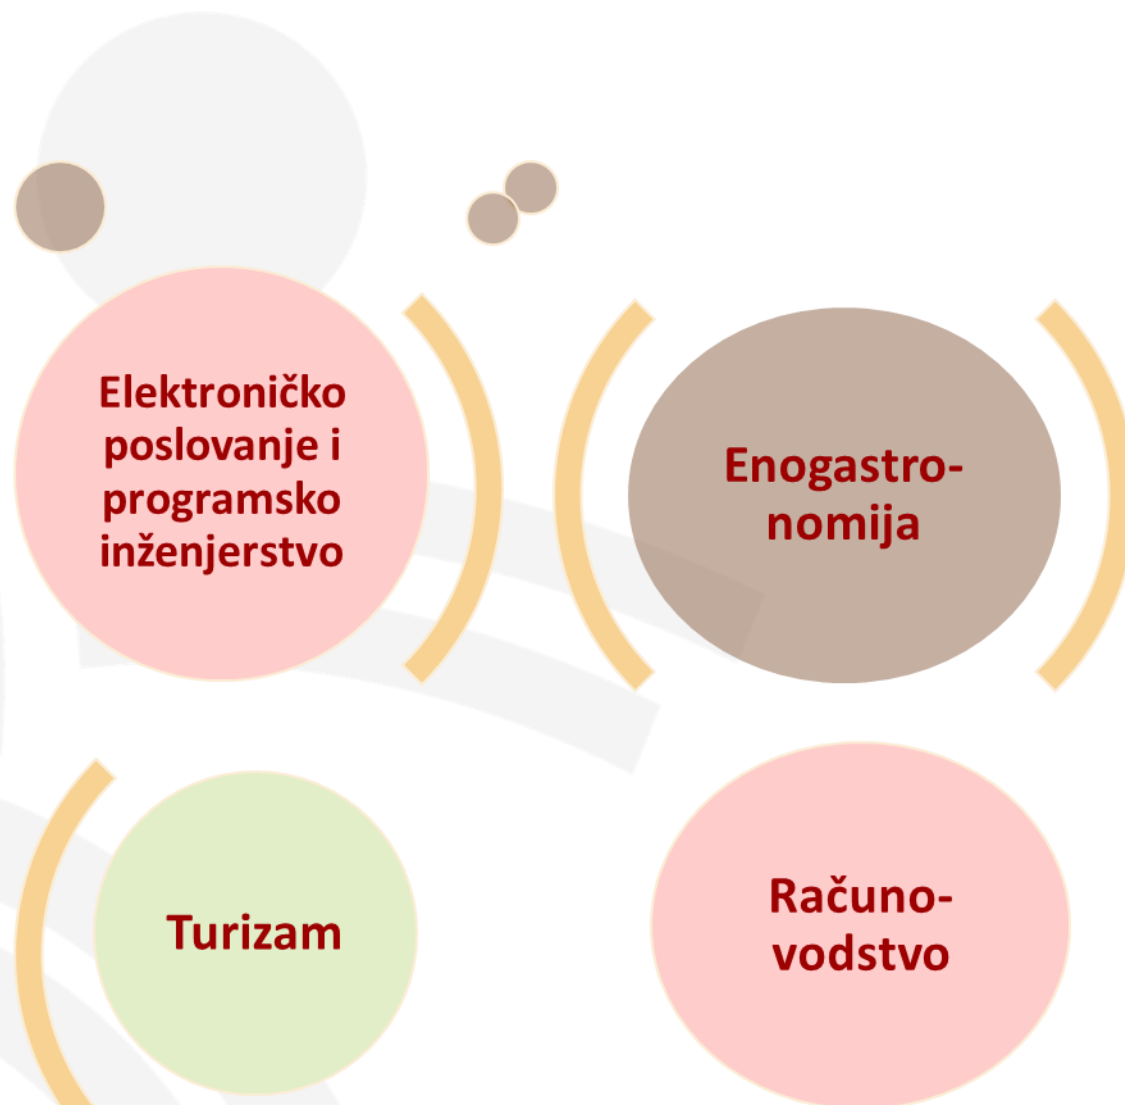 Elektroničko
poslovanje i
programsko
inženjerstvo
Enogastro-
nomija
Turizam
Računo-
vodstvo